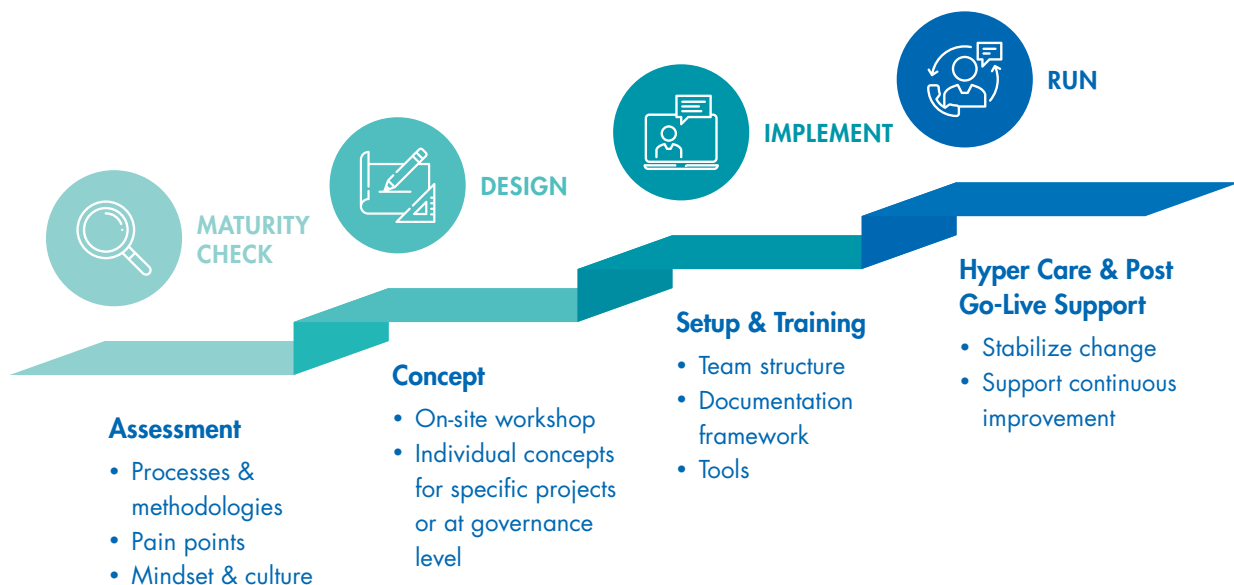 MATURITY
CHECK
Assessment
• Processes &
methodologies
• Pain points
• Mindset & culture
DESIGN
Concept
• On-site workshop
• Individual concepts
for specific projects
or at governance
level
IMPLEMENT
Setup & Training
• Team structure
• Documentation
framework
• Tools
RUN
Hyper Care & Post
Go-Live Support
• Stabilize change
• Support continuous
improvement